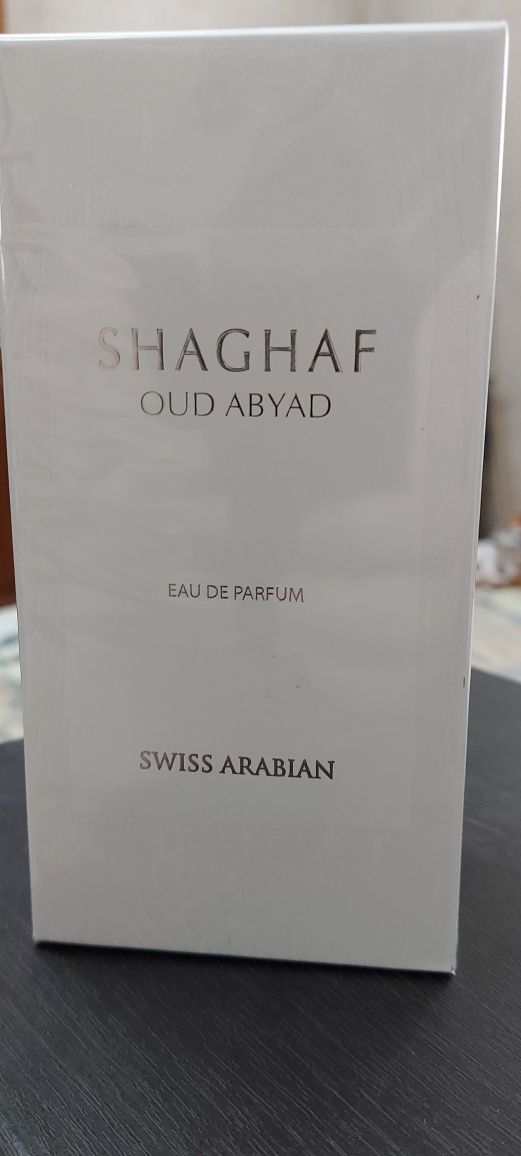 SHAGHAF
OUD ABYAD
EAU DE PARFUM
SWISS ARABIAN